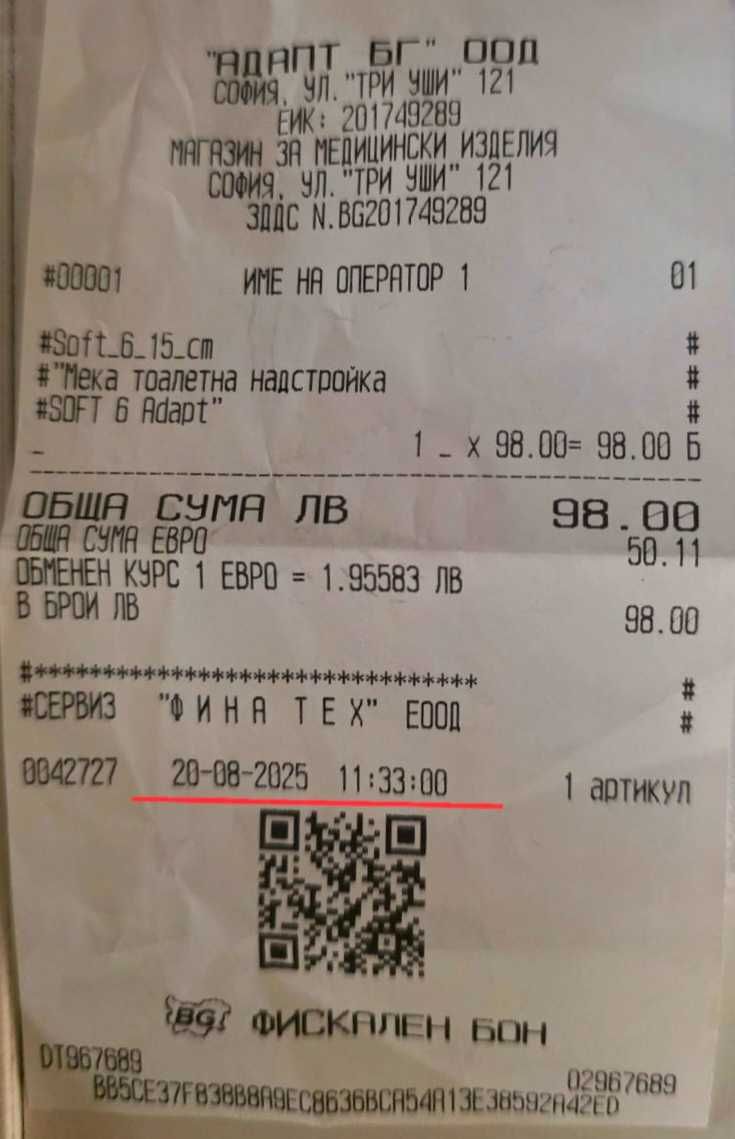 "АДАПТ БГ" ООД
СОФИЯ, УЛ."ТРИ УШИ" 121
ЕИК: 201749289
МАГАЗИН ЗА МЕДИЦИНСКИ ИЗДЕЛИЯ
СОФИЯ, УЛ."ТРИ УШИ" 121
ЗДДС N.BG201749289
#00001 ИМЕ НА ОПЕРАТОР 1 01
#Soft_6_15_cm #
#"Мека тоалетна надстройка #
#SOFT 6 Adapt" #
_ 1 _ x 98.00= 98.00 Б
ОБЩА СУМА ЛВ 98.00
ОБЩА СУМА ЕВРО 50.11
ОБМЕНЕН КУРС 1 ЕВРО = 1.95583 ЛВ
В БРОИ ЛВ 98.00
#********************************* #
#СЕРВИЗ "Ф И Н А Т Е Х" ЕООД #
0042727 20-08-2025 11:33:00 1 артикул
BG ФИСКАЛЕН БОН
DT967689 02967689
BB5CE37F838B8A9EC8636BCA54A13E38592A42ED